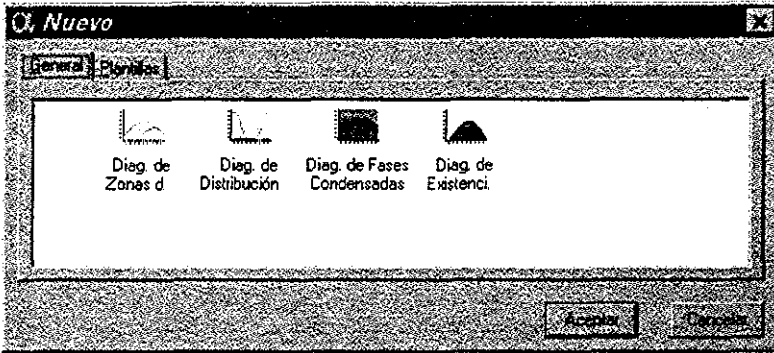 α Nuevo
General Plantillas
Diag. de Zonas d.
Diag. de Distribución
Diag. de Fases Condensadas
Diag. de Existenci.
Aceptar Cancelar